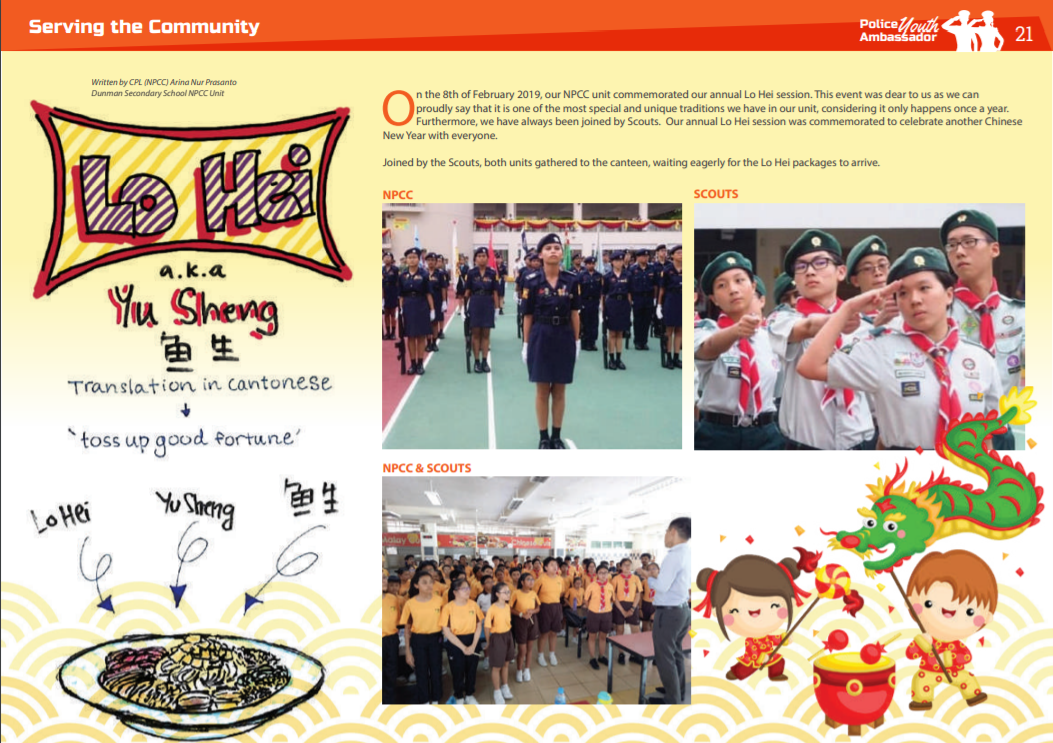 Serving the Community
Police Youth
Ambassador
21
Written by CPL (NPCC) Arina Nur Prasanto
Dunman Secondary School NPCC Unit
On the 8th of February 2019, our NPCC unit commemorated our annual Lo Hei session. This event was dear to us as we can
proudly say that it is one of the most special and unique traditions we have in our unit, considering it only happens once a year.
Furthermore, we have always been joined by Scouts.  Our annual Lo Hei session was commemorated to celebrate another Chinese
New Year with everyone.
Joined by the Scouts, both units gathered to the canteen, waiting eagerly for the Lo Hei packages to arrive.
Lo Hei
a.k.a
Yu Sheng
鱼生
Translation in cantonese
'toss up good fortune'
Lo Hei
Yu Sheng
鱼生
NPCC
SCOUTS
NPCC & SCOUTS
Malay